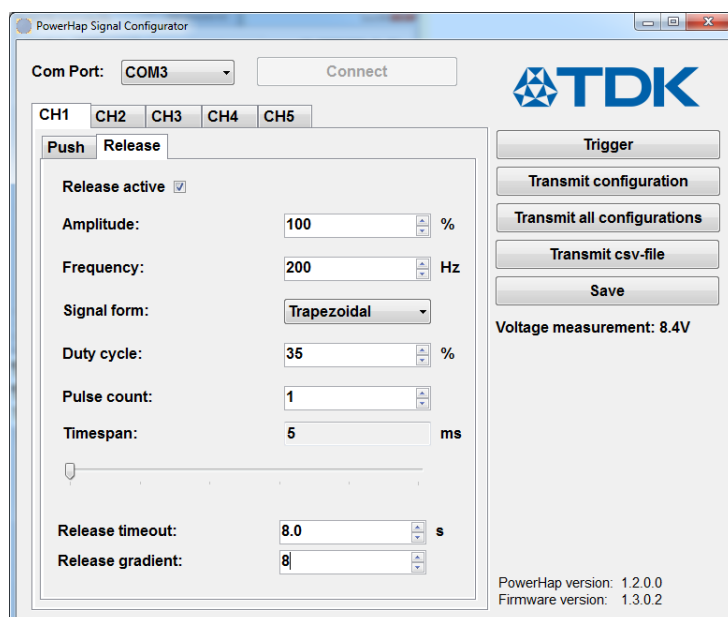 PowerHap Signal Configurator
Com Port: COM3 Connect
TDK
CH1 CH2 CH3 CH4 CH5
Push Release
Release active
Amplitude: 100 %
Frequency: 200 Hz
Signal form: Trapezoidal
Duty cycle: 35 %
Pulse count: 1
Timespan: 5 ms
Release timeout: 8.0 s
Release gradient: 8
Trigger
Transmit configuration
Transmit all configurations
Transmit csv-file
Save
Voltage measurement: 8.4V
PowerHap version: 1.2.0.0
Firmware version: 1.3.0.2